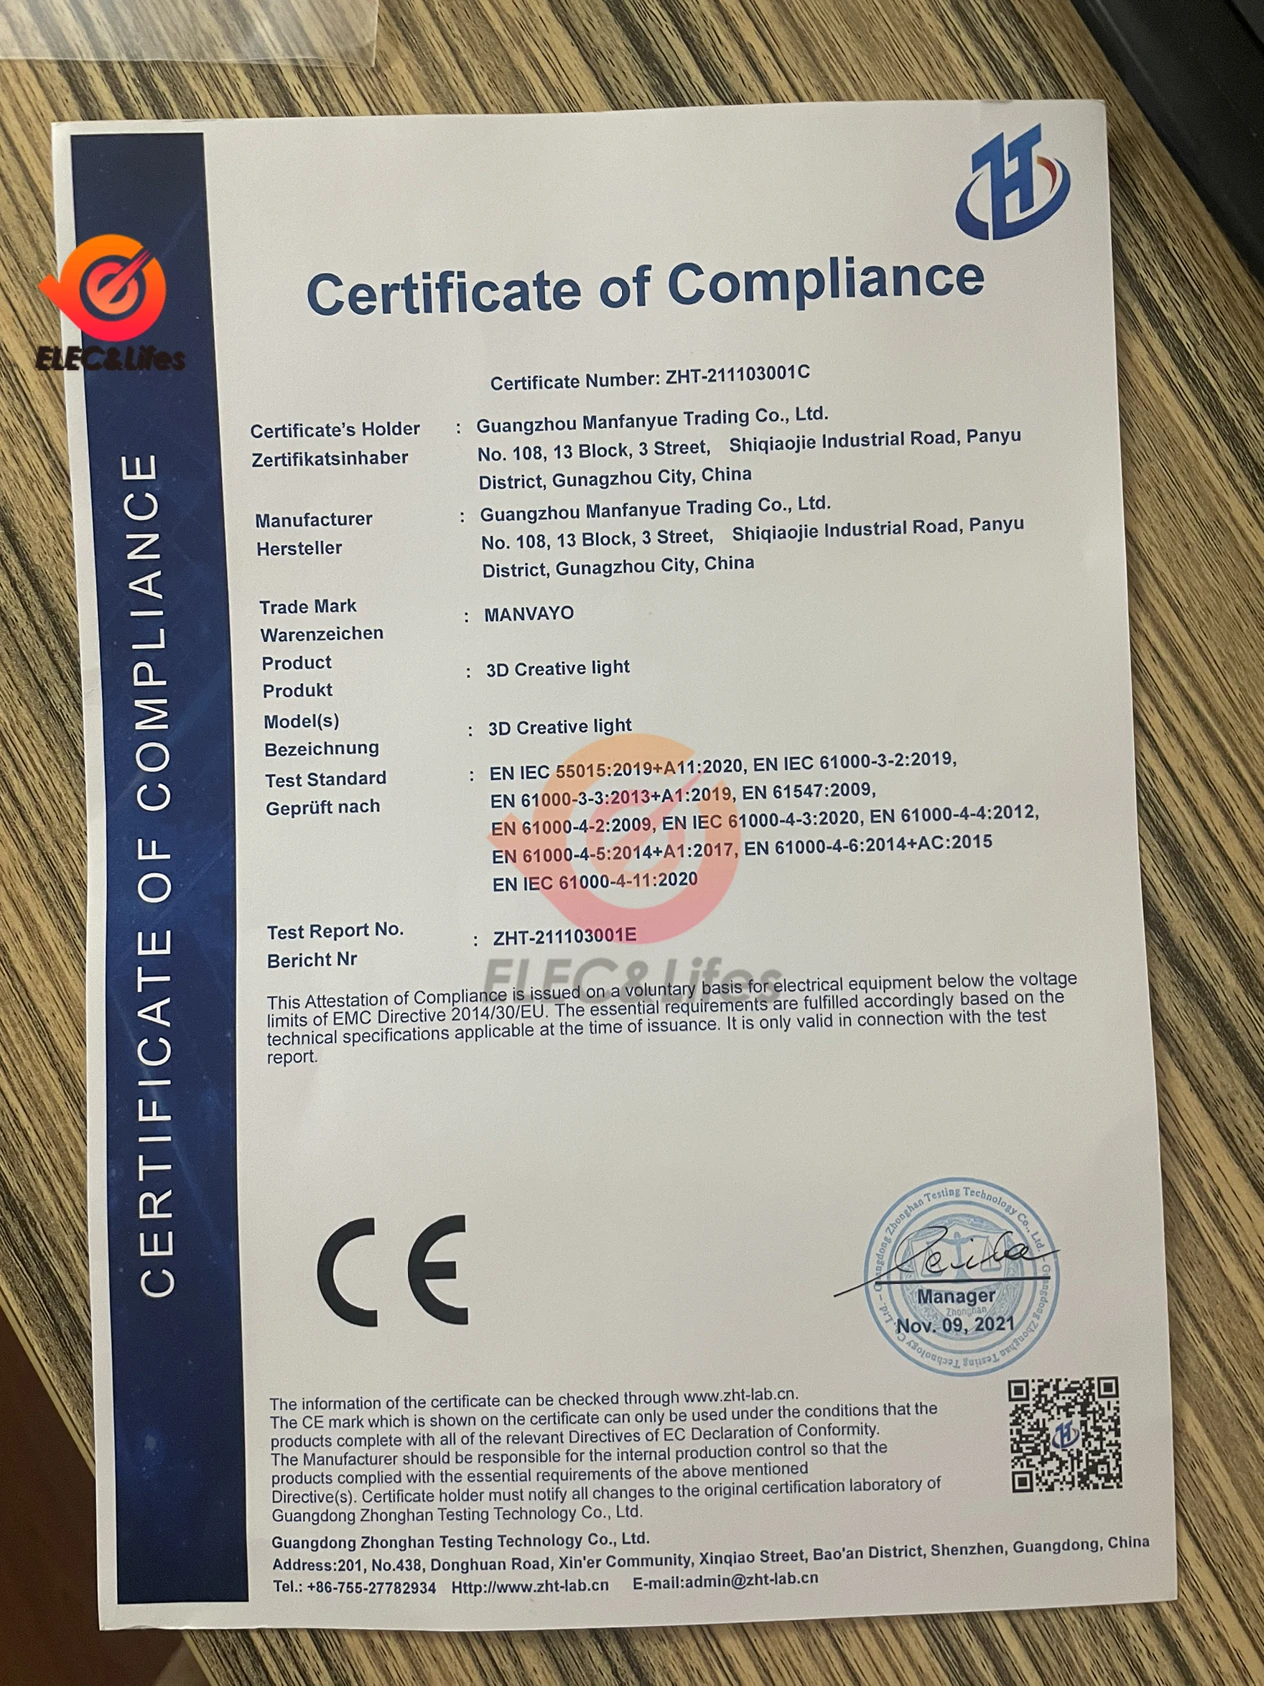 ELEC&Lifes
CERTIFICATE OF COMPLIANCE
Certificate of Compliance
Certificate Number: ZHT-211103001C
Certificate's Holder : Guangzhou Manfanyue Trading Co., Ltd.
Zertifikatsinhaber No. 108, 13 Block, 3 Street, Shiqiaojie Industrial Road, Panyu
District, Gunagzhou City, China
Manufacturer : Guangzhou Manfanyue Trading Co., Ltd.
Hersteller No. 108, 13 Block, 3 Street, Shiqiaojie Industrial Road, Panyu
District, Gunagzhou City, China
Trade Mark
Warenzeichen : MANVAYO
Product
Produkt : 3D Creative light
Model(s)
Bezeichnung : 3D Creative light
Test Standard : EN IEC 55015:2019+A11:2020, EN IEC 61000-3-2:2019,
Geprüft nach EN 61000-3-3:2013+A1:2019, EN 61547:2009,
EN 61000-4-2:2009, EN IEC 61000-4-3:2020, EN 61000-4-4:2012,
EN 61000-4-5:2014+A1:2017, EN 61000-4-6:2014+AC:2015
EN IEC 61000-4-11:2020
Test Report No.
Bericht Nr : ZHT-211103001E
ELEC&Lifes
This Attestation of Compliance is issued on a voluntary basis for electrical equipment below the voltage
limits of EMC Directive 2014/30/EU. The essential requirements are fulfilled accordingly based on the
technical specifications applicable at the time of issuance. It is only valid in connection with the test
report.
CE
Guangdong Zhonghan Testing Technology Co., Ltd. - Guangdong Zhonghan Testing Technology Co., Ltd. -
Manager
Zhonghan
Nov. 09, 2021
The information of the certificate can be checked through www.zht-lab.cn.
The CE mark which is shown on the certificate can only be used under the conditions that the
products complete with all of the relevant Directives of EC Declaration of Conformity.
The Manufacturer should be responsible for the internal production control so that the
products complied with the essential requirements of the above mentioned
Directive(s). Certificate holder must notify all changes to the original certification laboratory of
Guangdong Zhonghan Testing Technology Co., Ltd.
Guangdong Zhonghan Testing Technology Co., Ltd.
Address:201, No.438, Donghuan Road, Xin'er Community, Xinqiao Street, Bao'an District, Shenzhen, Guangdong, China
Tel.: +86-755-27782934 Http://www.zht-lab.cn E-mail:admin@zht-lab.cn